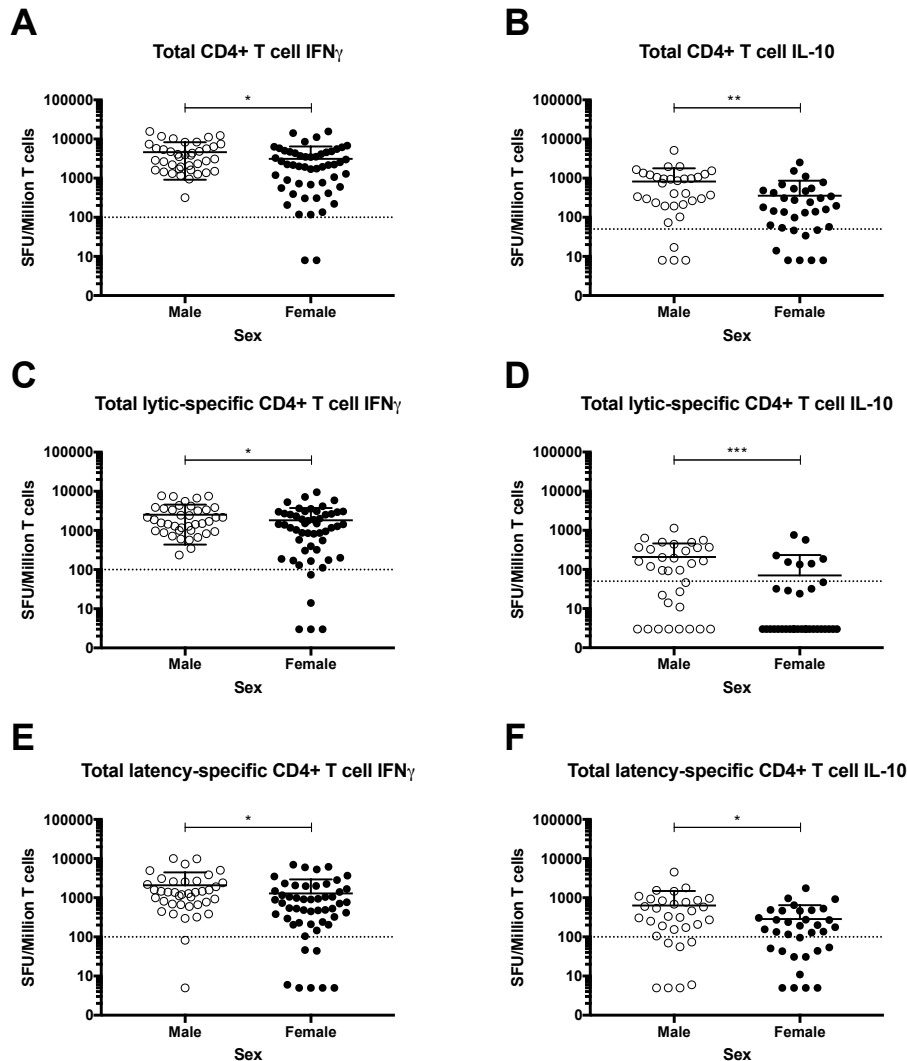 A
Total CD4+ T cell IFNγ
SFU/Million T cells
100000
10000
1000
100
10
0
*
Male
Female
Sex
B
Total CD4+ T cell IL-10
SFU/Million T cells
100000
10000
1000
100
10
0
**
Male
Female
Sex
C
Total lytic-specific CD4+ T cell IFNγ
SFU/Million T cells
100000
10000
1000
100
10
0
*
Male
Female
Sex
D
Total lytic-specific CD4+ T cell IL-10
SFU/Million T cells
100000
10000
1000
100
10
0
***
Male
Female
Sex
E
Total latency-specific CD4+ T cell IFNγ
SFU/Million T cells
100000
10000
1000
100
10
0
*
Male
Female
Sex
F
Total latency-specific CD4+ T cell IL-10
SFU/Million T cells
100000
10000
1000
100
10
0
*
Male
Female
Sex